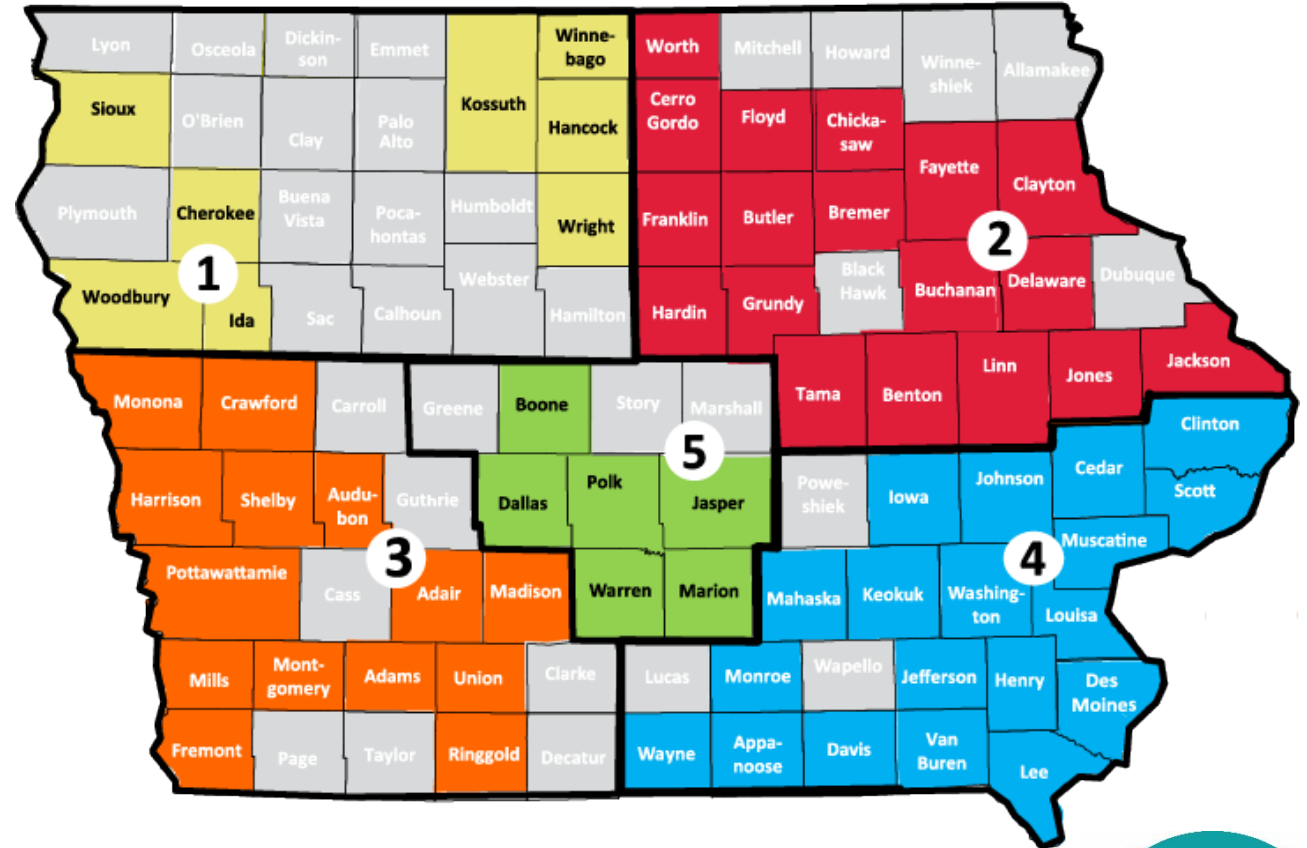 Lyon
Osceola
Dickin-
son
Emmet
Kossuth
Winne-
bago
Worth
Mitchell
Howard
Winne-
shiek
Allamakee
Sioux
O'Brien
Clay
Palo
Alto
Hancock
Cerro
Gordo
Floyd
Chicka-
saw
Fayette
Clayton
Plymouth
Cherokee
Buena
Vista
Poca-
hontas
Humboldt
Wright
Franklin
Butler
Bremer
2
1
Woodbury
Ida
Sac
Calhoun
Webster
Hamilton
Hardin
Grundy
Black
Hawk
Buchanan
Delaware
Dubuque
Monona
Crawford
Carroll
Greene
Boone
Story
Marshall
Tama
Benton
Linn
Jones
Jackson
5
Clinton
Harrison
Shelby
Audu-
bon
Guthrie
Dallas
Polk
Jasper
Powe-
shiek
Iowa
Johnson
Cedar
Scott
3
4
Muscatine
Pottawattamie
Cass
Adair
Madison
Warren
Marion
Mahaska
Keokuk
Washing-
ton
Louisa
Mills
Mont-
gomery
Adams
Union
Clarke
Lucas
Monroe
Wapello
Jefferson
Henry
Des
Moines
Fremont
Page
Taylor
Ringgold
Decatur
Wayne
Appa-
noose
Davis
Van
Buren
Lee